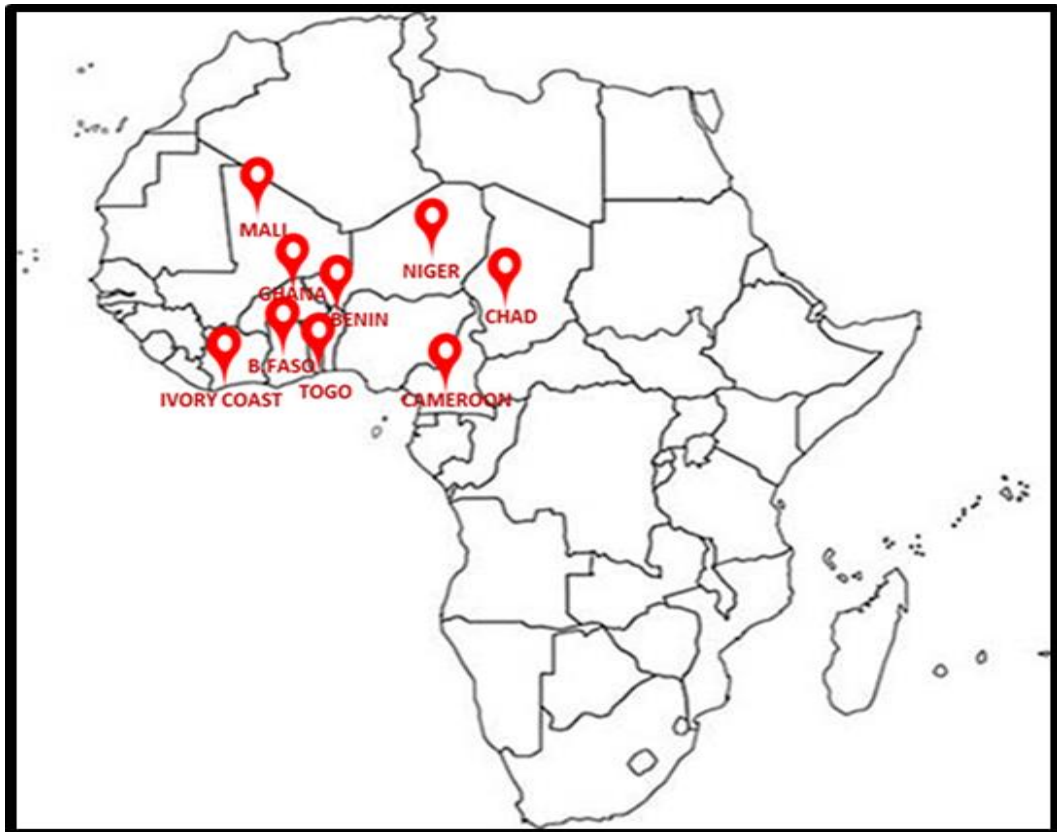 MALI
NIGER
GHANA
CHAD
BENIN
B.FASO
TOGO
IVORY COAST
CAMEROON